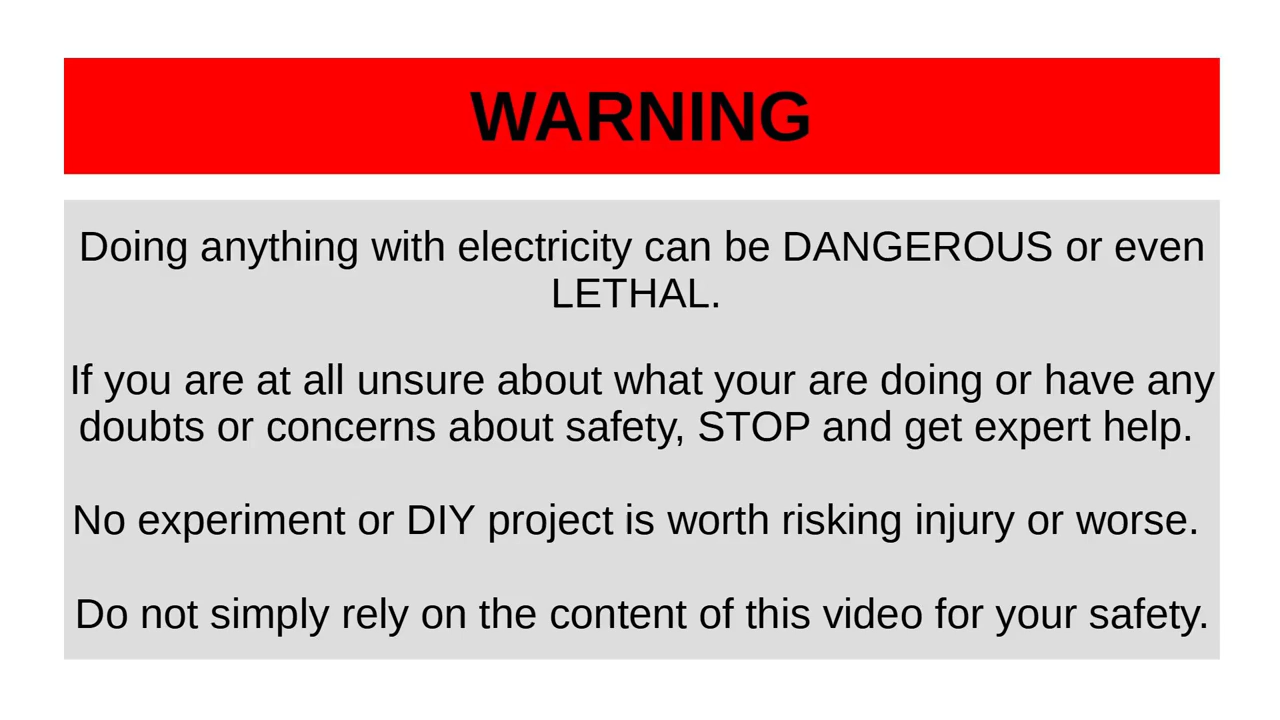 WARNING
Doing anything with electricity can be DANGEROUS or even
LETHAL.
If you are at all unsure about what your are doing or have any
doubts or concerns about safety, STOP and get expert help.
No experiment or DIY project is worth risking injury or worse.
Do not simply rely on the content of this video for your safety.